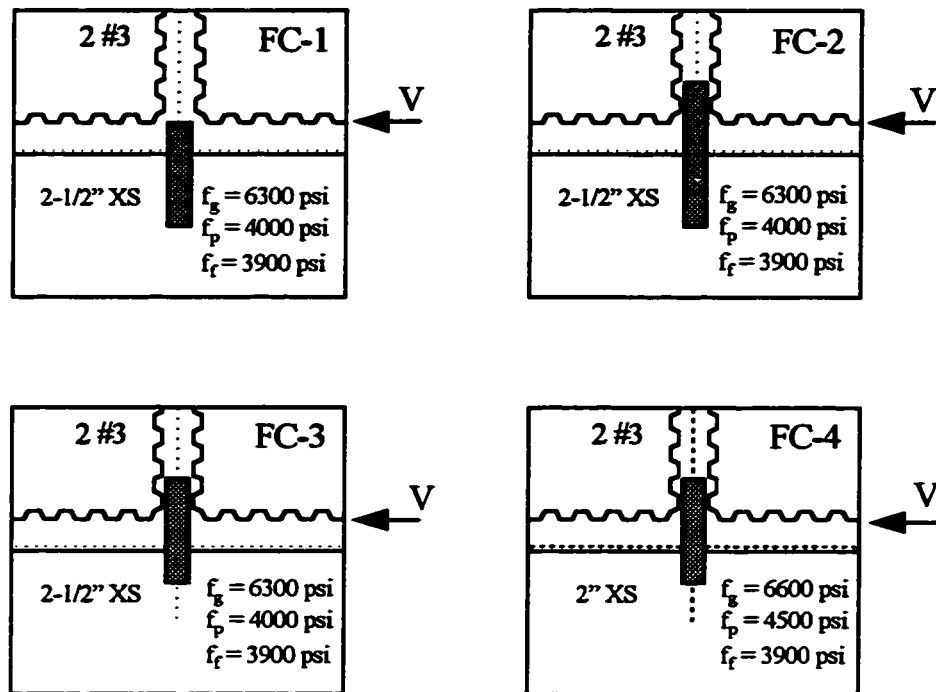 2 #3 FC-1
V
2-1/2” XS
f_g = 6300 psi
f_p = 4000 psi
f_f = 3900 psi
2 #3 FC-2
V
2-1/2” XS
f_g = 6300 psi
f_p = 4000 psi
f_f = 3900 psi
2 #3 FC-3
V
2-1/2” XS
f_g = 6300 psi
f_p = 4000 psi
f_f = 3900 psi
2 #3 FC-4
V
2” XS
f_g = 6600 psi
f_p = 4500 psi
f_f = 3900 psi